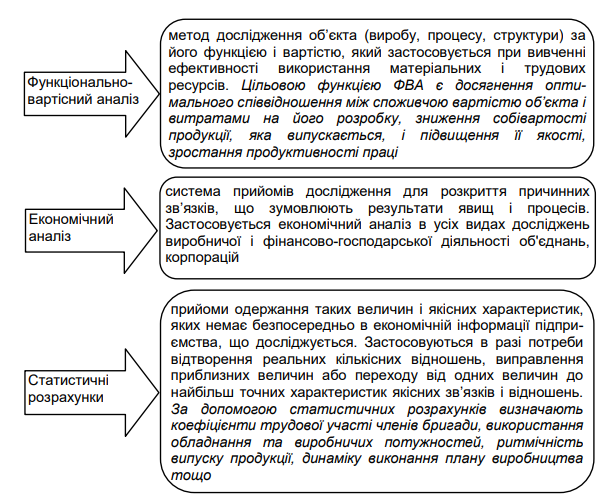 Функціонально-
вартісний аналіз
метод дослідження об’єкта (виробу, процесу, структури) за
його функцією і вартістю, який застосовується при вивченні
ефективності використання матеріальних і трудових
ресурсів. Цільовою функцією ФВА є досягнення опти-
мального співвідношення між споживчою вартістю об’єкта і
витратами на його розробку, зниження собівартості
продукції, яка випускається, і підвищення її якості,
зростання продуктивності праці
Економічний
аналіз
система прийомів дослідження для розкриття причинних
зв’язків, що зумовлюють результати явищ і процесів.
Застосовується економічний аналіз в усіх видах досліджень
виробничої і фінансово-господарської діяльності об'єднань,
корпорацій
Статистичні
розрахунки
прийоми одержання таких величин і якісних характеристик,
яких немає безпосередньо в економічній інформації підпри-
ємства, що досліджується. Застосовуються в разі потреби
відтворення реальних кількісних відношень, виправлення
приблизних величин або переходу від одних величин до
найбільш точних характеристик якісних зв’язків і відношень.
За допомогою статистичних розрахунків визначають
коефіцієнти трудової участі членів бригади, використання
обладнання та виробничих потужностей, ритмічність
випуску продукції, динаміку виконання плану виробництва
тощо